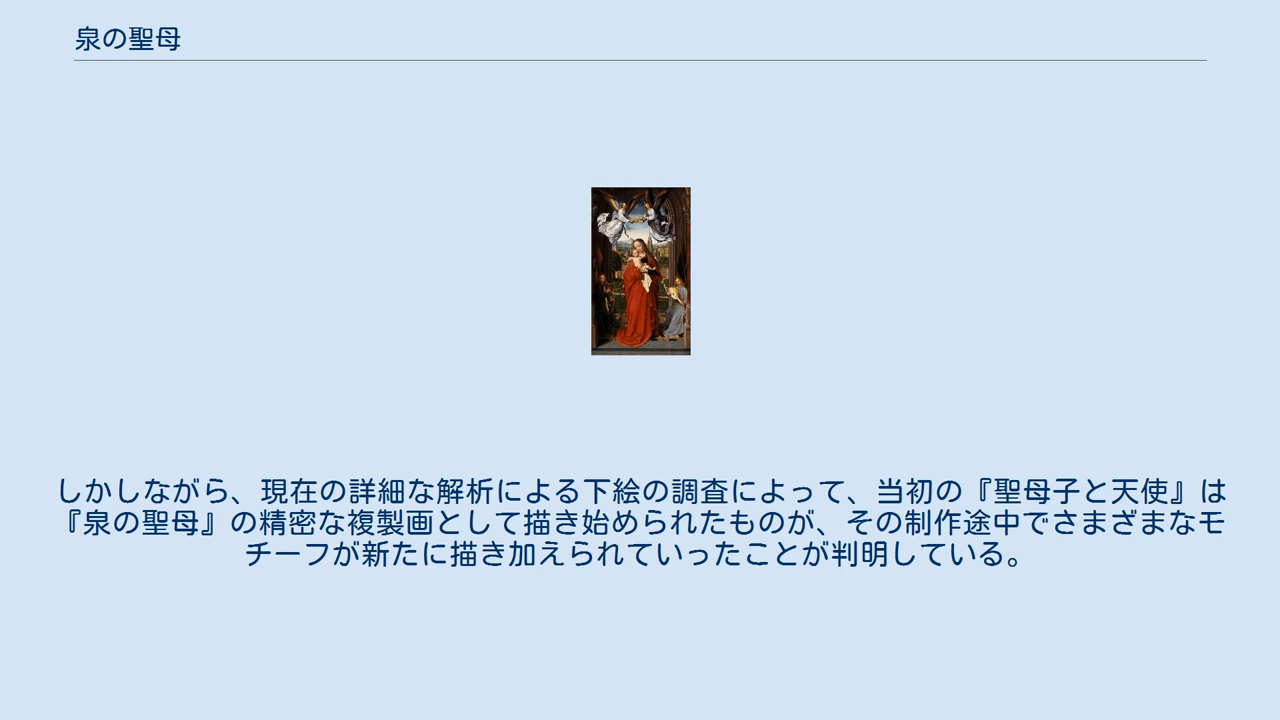 泉の聖母
しかしながら、現在の詳細な解析による下絵の調査によって、当初の『聖母子と天使』は
『泉の聖母』の精密な複製画として描き始められたものが、その制作途中でさまざまなモ
チーフが新たに描き加えられていったことが判明している。